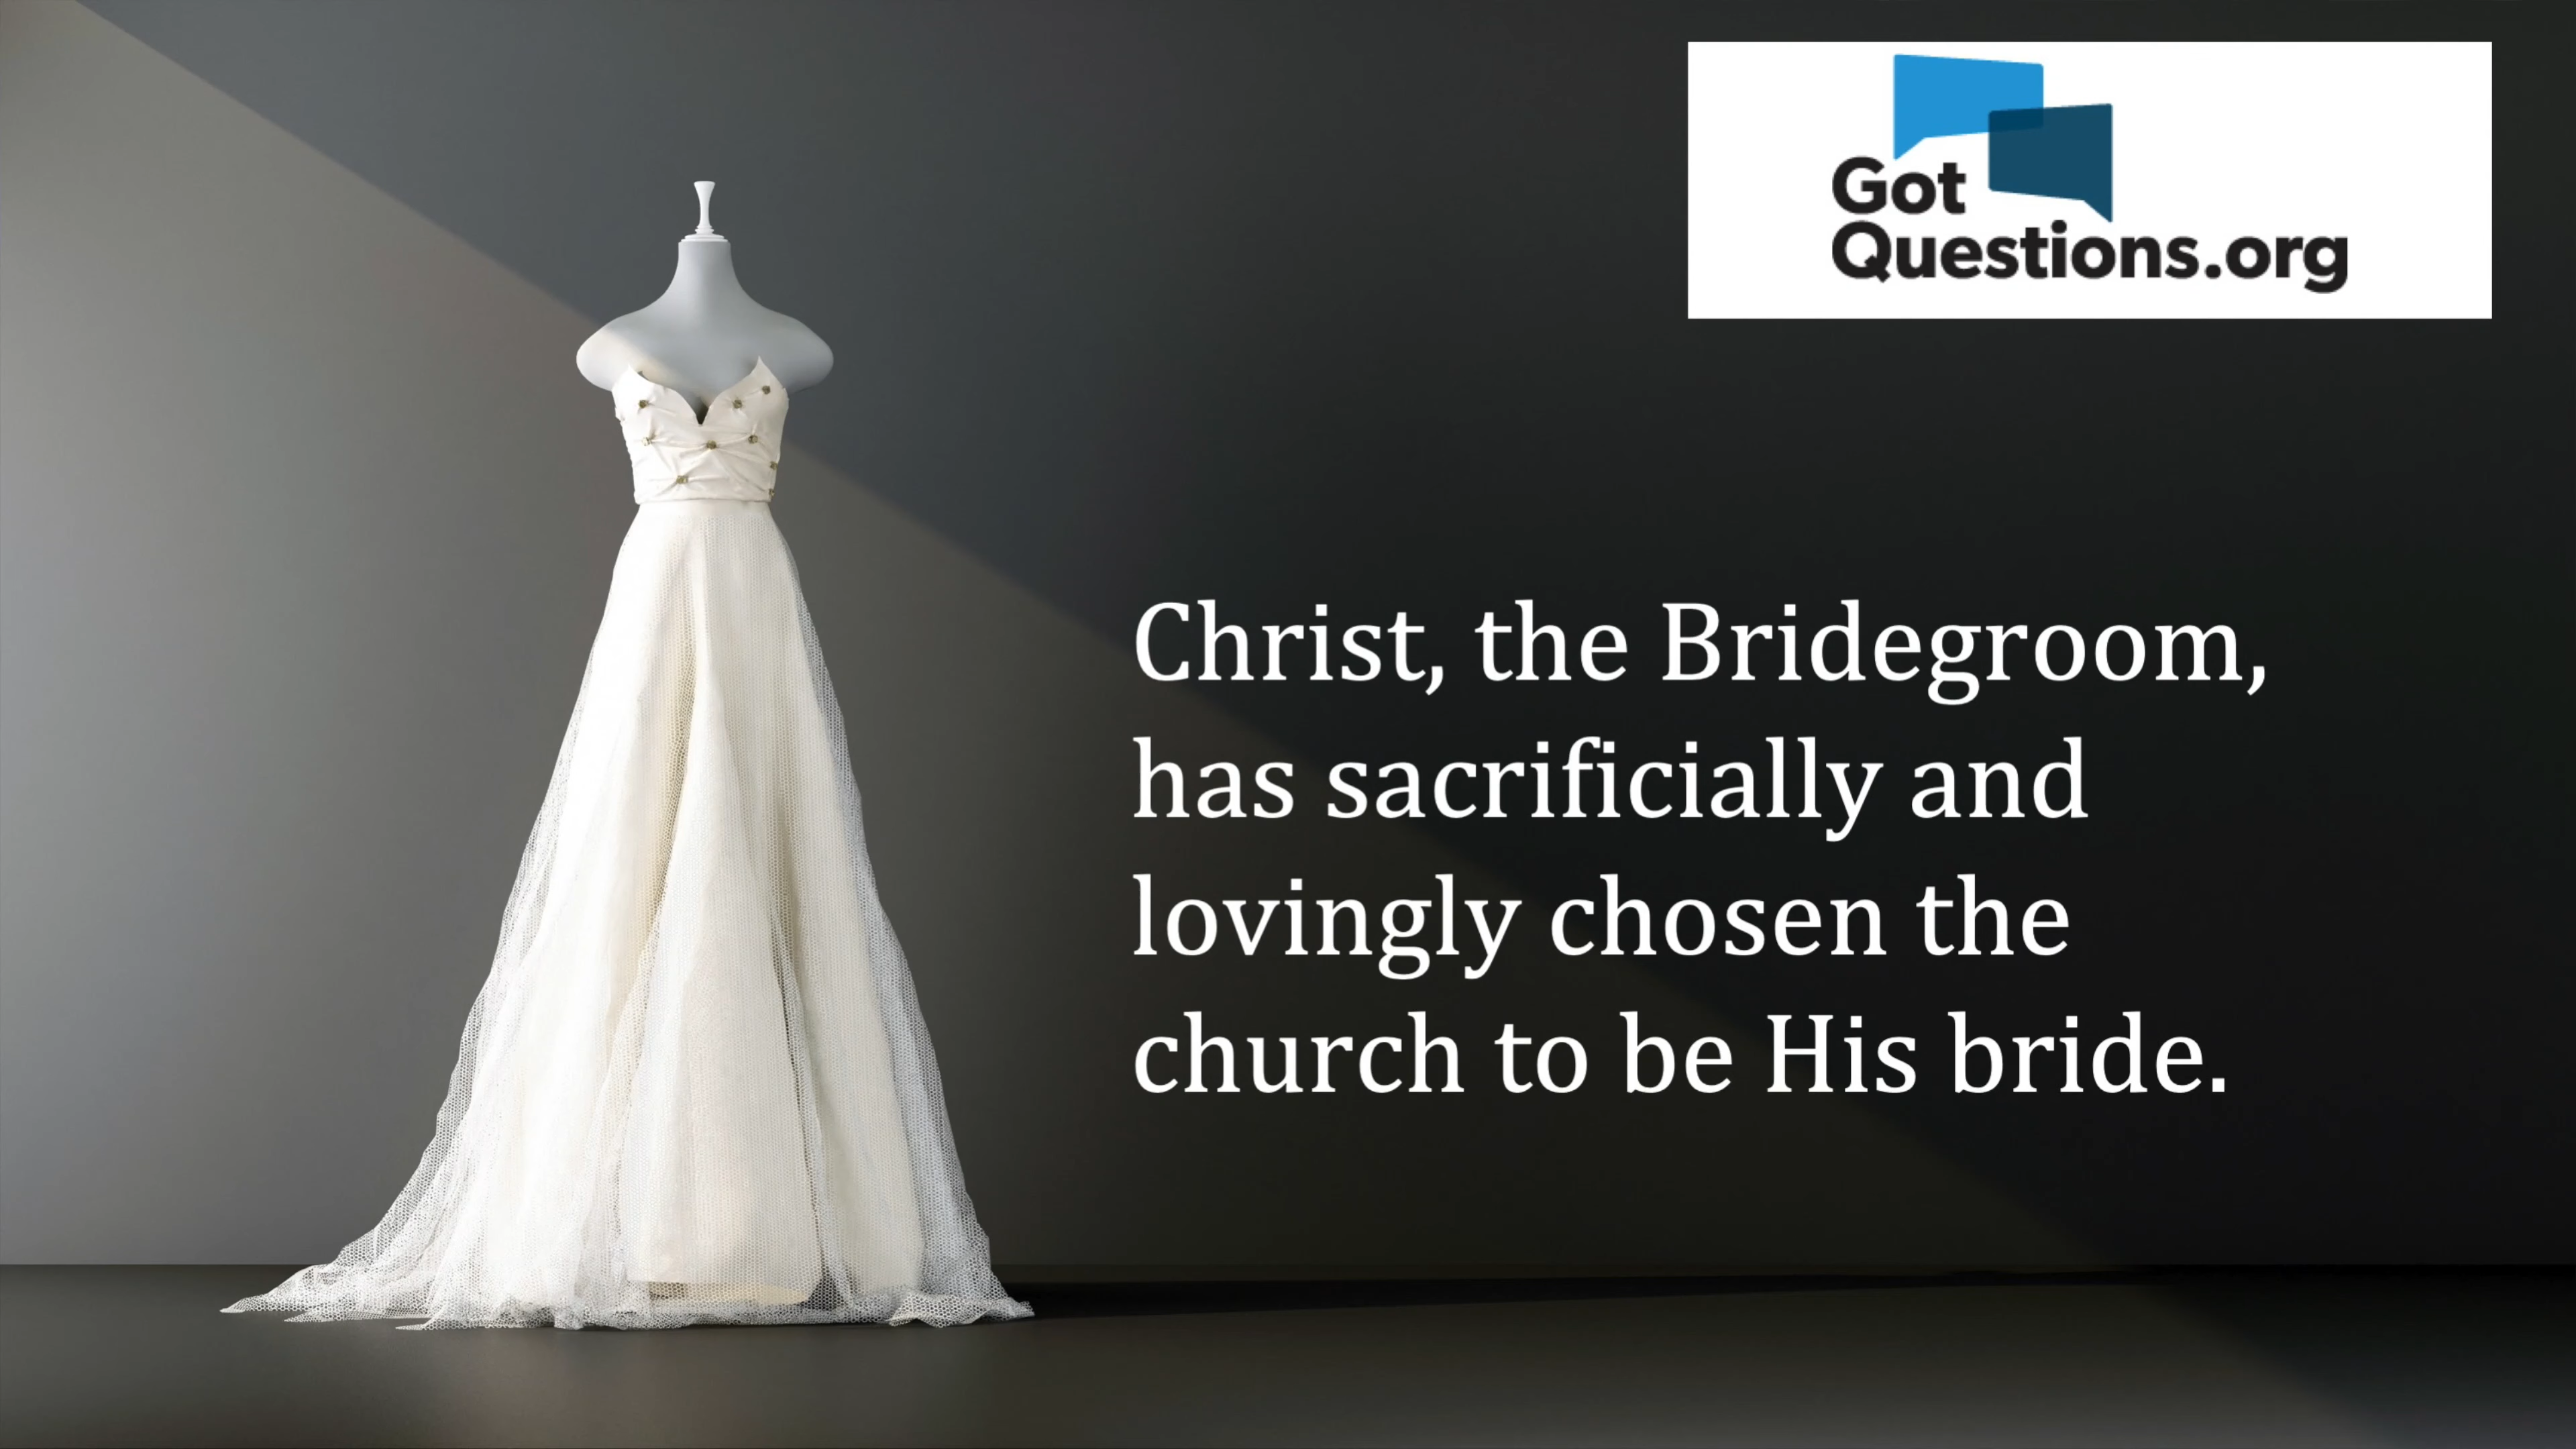 Got
Questions.org
Christ, the Bridegroom,
has sacrificially and
lovingly chosen the
church to be His bride.